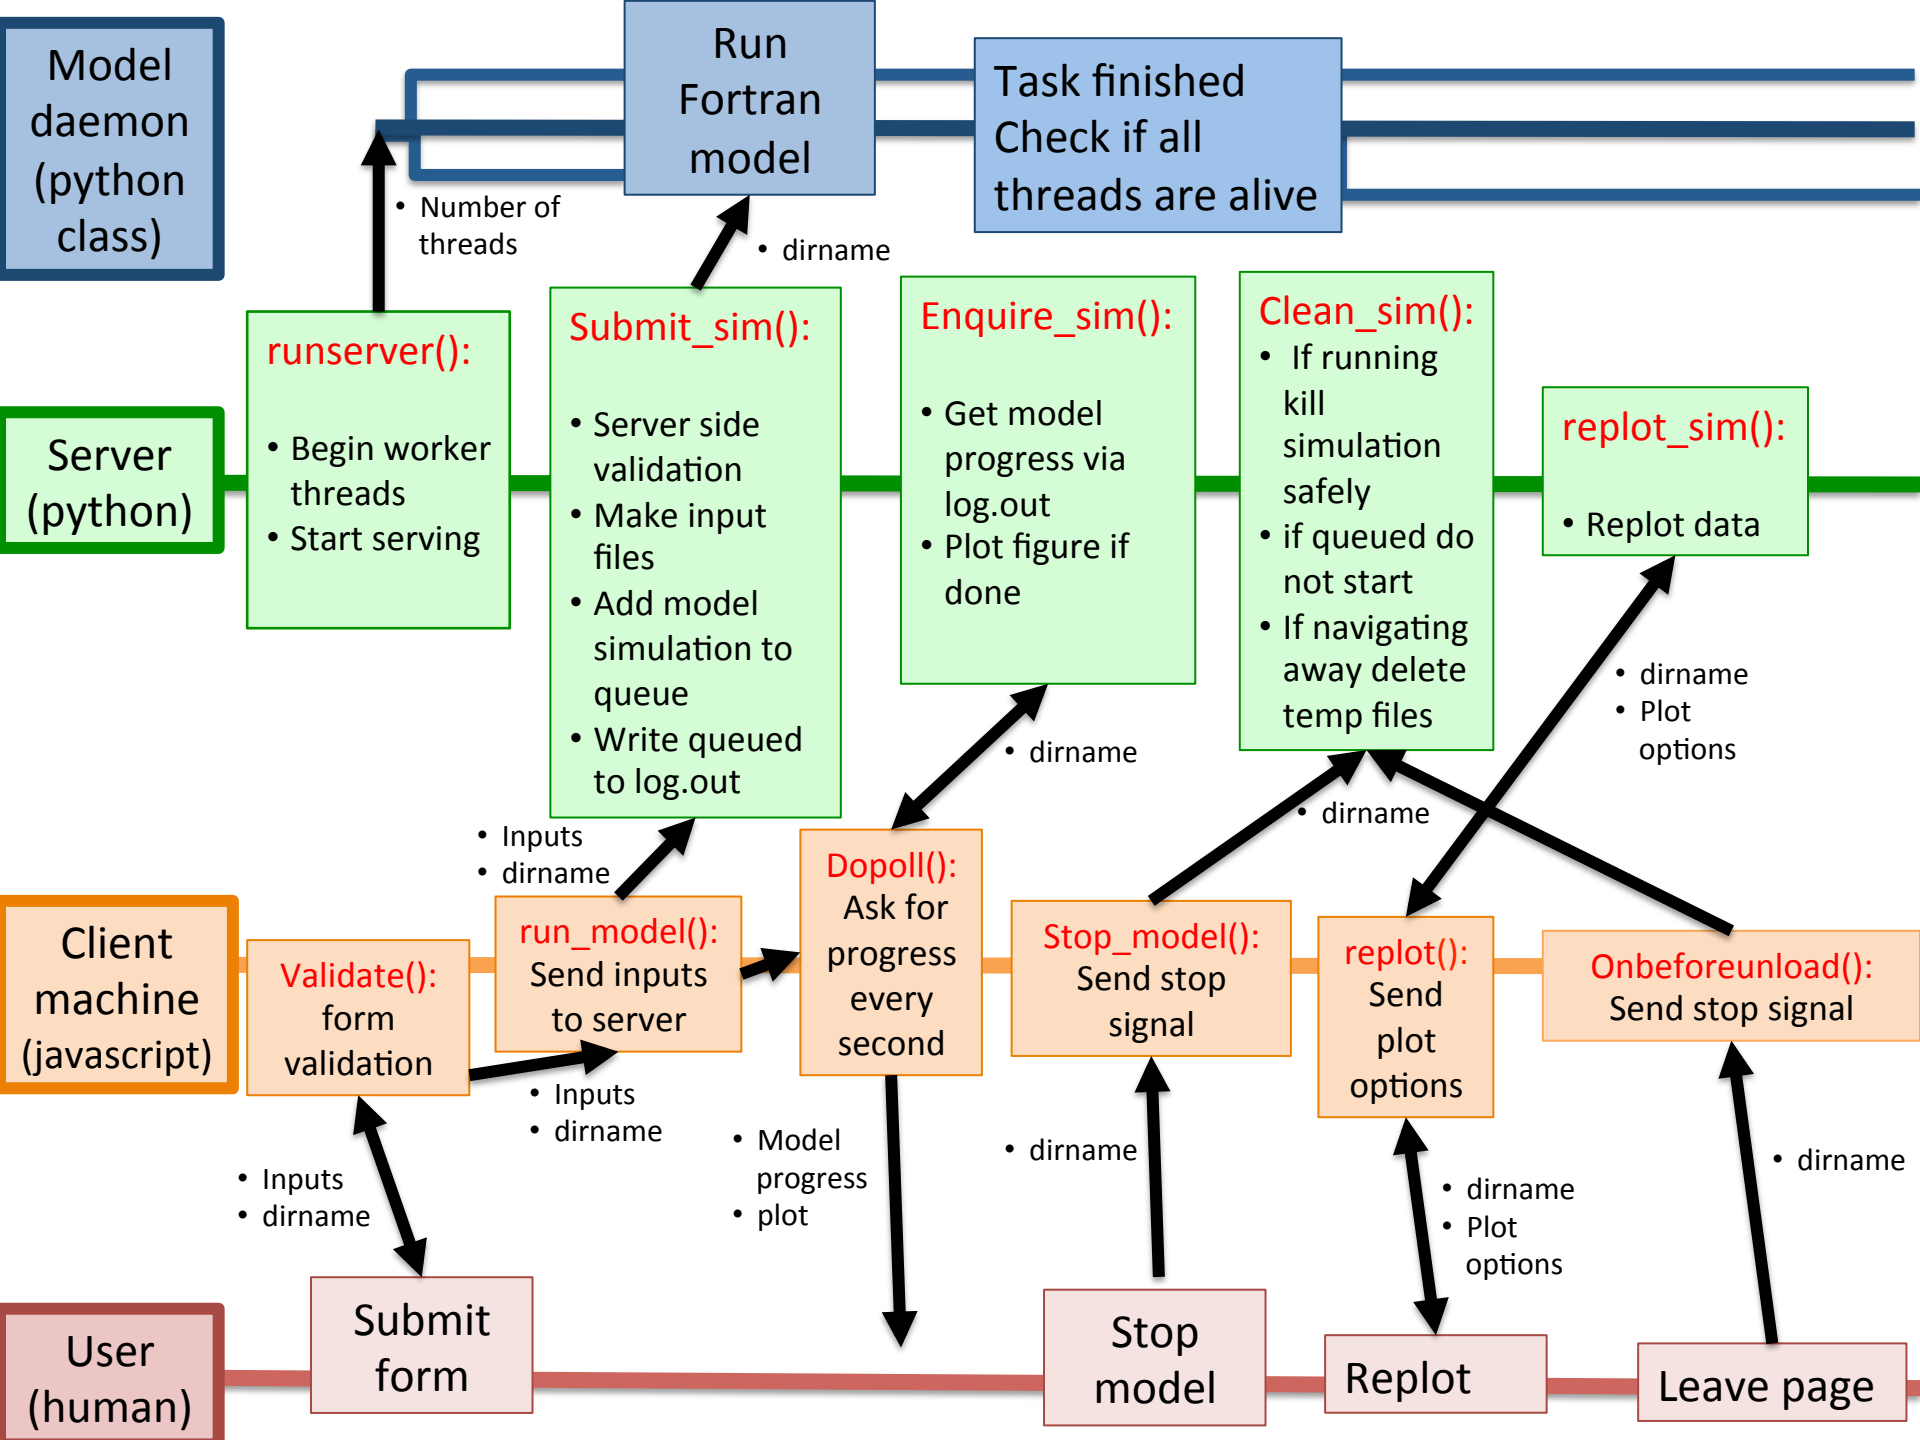 Model
daemon
(python
class)
Run
Fortran
model
Task finished
Check if all
threads are alive
• Number of
threads
• dirname
Server
(python)
runserver():
• Begin worker
threads
• Start serving
Submit_sim():
• Server side
validation
• Make input
files
• Add model
simulation to
queue
• Write queued
to log.out
Enquire_sim():
• Get model
progress via
log.out
• Plot figure if
done
Clean_sim():
• If running
kill
simulation
safely
• if queued do
not start
• If navigating
away delete
temp files
replot_sim():
• Replot data
• Inputs
• dirname
• dirname
• dirname
• dirname
• Plot
options
Client
machine
(javascript)
Validate():
form
validation
run_model():
Send inputs
to server
Dopoll():
Ask for
progress
every
second
Stop_model():
Send stop
signal
replot():
Send
plot
options
Onbeforeunload():
Send stop signal
• Inputs
• dirname
• Inputs
• dirname
• Model
progress
• plot
• dirname
• dirname
• Plot
options
• dirname
User
(human)
Submit
form
Stop
model
Replot
Leave page